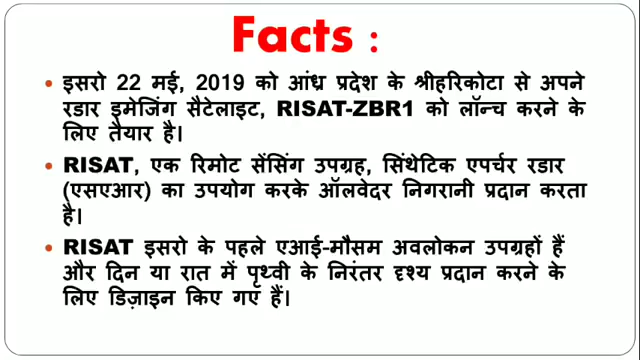 Facts :
इसरो 22 मई, 2019 को आंध्र प्रदेश के श्रीहरिकोटा से अपने
रडार इमेजिंग सैटेलाइट, RISAT-ZBR1 को लॉन्च करने के
लिए तैयार है।
RISAT, एक रिमोट सेंसिंग उपग्रह, सिंथेटिक एपर्चर रडार
(एसएआर) का उपयोग करके ऑलवेदर निगरानी प्रदान करता
है।
RISAT इसरो के पहले एआई-मौसम अवलोकन उपग्रहों हैं
और दिन या रात में पृथ्वी के निरंतर दृश्य प्रदान करने के
लिए डिज़ाइन किए गए हैं।